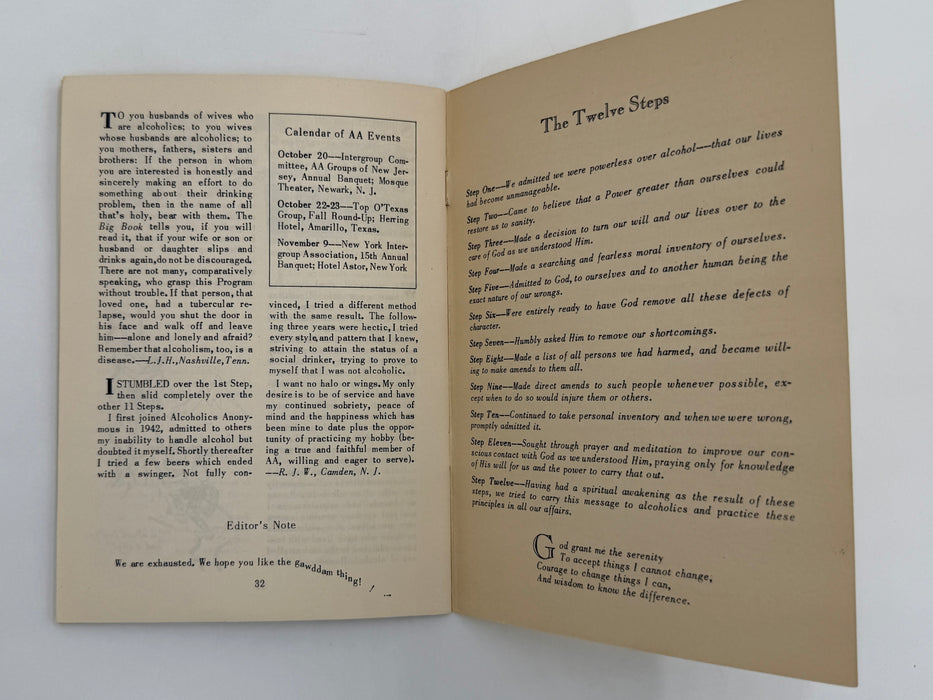 TO you husbands of wives who
are alcoholics; to you wives
whose husbands are alcoholics; to
you mothers, fathers, sisters and
brothers: If the person in whom
you are interested is honestly and
sincerely making an effort to do
something about their drinking
problem, then in the name of all
that's holy, bear with them. The
Big Book tells you, if you will
read it, that if your wife or son or
husband or daughter slips and
drinks again, do not be discouraged.
There are not many, comparatively
speaking, who grasp this Program
without trouble. If that person, that
loved one, had a tubercular re-
lapse, would you shut the door in
his face and walk off and leave
him—alone and lonely and afraid?
Remember that alcoholism, too, is a
disease.—L.J.H., Nashville, Tenn.
I STUMBLED over the 1st Step,
then slid completely over the
other 11 Steps.
I first joined Alcoholics Anony-
mous in 1942, admitted to others
my inability to handle alcohol but
doubted it myself. Shortly thereafter
I tried a few beers which ended
with a swinger. Not fully con-
Calendar of AA Events
October 20—Intergroup Com-
mittee, AA Groups of New Jer-
sey, Annual Banquet; Mosque
Theater, Newark, N. J.
October 22-23—Top O'Texas
Group, Fall Round-Up; Herring
Hotel, Amarillo, Texas.
November 9—New York Inter-
group Association, 15th Annual
Banquet; Hotel Astor, New York
vinced, I tried a different method
with the same result. The follow-
ing three years were hectic, I tried
every style and pattern that I knew,
striving to attain the status of
a social drinker, trying to prove to
myself that I was not alcoholic.
I want no halo or wings. My only
desire is to be of service and have
my continued sobriety, peace of
mind and the happiness which has
been mine to date plus the oppor-
tunity of practicing my hobby (be-
ing a true and faithful member of
AA, willing and eager to serve).
—R. J. W., Camden, N. J.
Editor's Note
We are exhausted. We hope you like the gawddam thing!
32
The Twelve Steps
Step One—We admitted we were powerless over alcohol—that our lives
had become unmanageable.
Step Two—Came to believe that a Power greater than ourselves could
restore us to sanity.
Step Three—Made a decision to turn our will and our lives over to the
care of God as we understood Him.
Step Four—Made a searching and fearless moral inventory of ourselves.
Step Five—Admitted to God, to ourselves and to another human being the
exact nature of our wrongs.
Step Six—Were entirely ready to have God remove all these defects of
character.
Step Seven—Humbly asked Him to remove our shortcomings.
Step Eight—Made a list of all persons we had harmed, and became will-
ing to make amends to them all.
Step Nine—Made direct amends to such people whenever possible, ex-
cept when to do so would injure them or others.
Step Ten—Continued to take personal inventory and when we were wrong,
promptly admitted it.
Step Eleven—Sought through prayer and meditation to improve our con-
scious contact with God as we understood Him, praying only for knowledge
of His will for us and the power to carry that out.
Step Twelve—Having had a spiritual awakening as the result of these
steps, we tried to carry this message to alcoholics and practice these
principles in all our affairs.
God grant me the serenity
To accept things I cannot change,
Courage to change things I can,
And wisdom to know the difference.